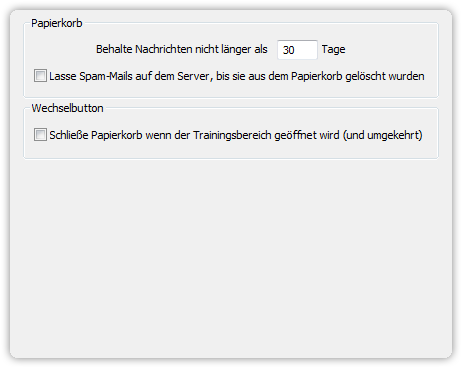 Papierkorb
Behalte Nachrichten nicht länger als 30 Tage
Lasse Spam-Mails auf dem Server, bis sie aus dem Papierkorb gelöscht wurden
Wechselbutton
Schließe Papierkorb wenn der Trainingsbereich geöffnet wird (und umgekehrt)